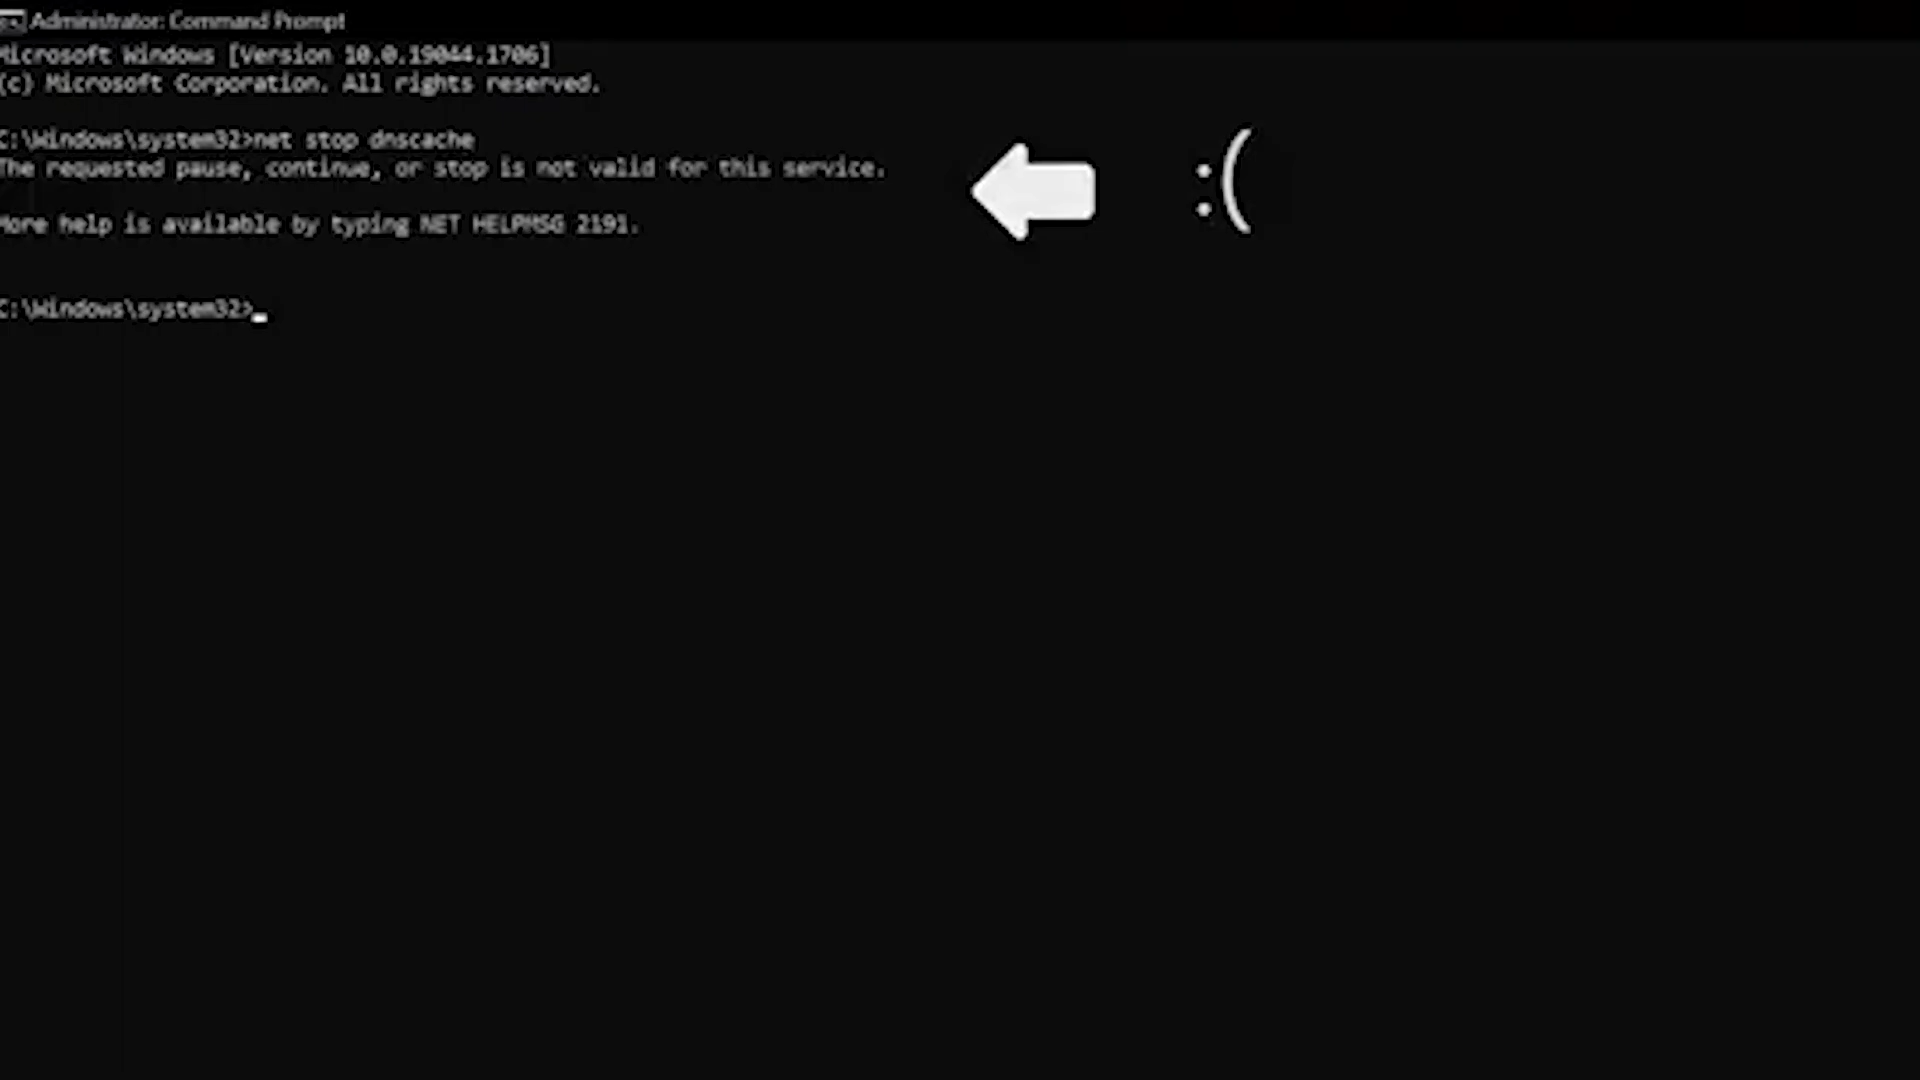 Administrator: Command Prompt
Microsoft Windows [Version 10.0.19044.1706]
(c) Microsoft Corporation. All rights reserved.
C:\Windows\system32>net stop dnscache
The requested pause, continue, or stop is not valid for this service.
:(
More help is available by typing NET HELPMSG 2191.
C:\Windows\system32>